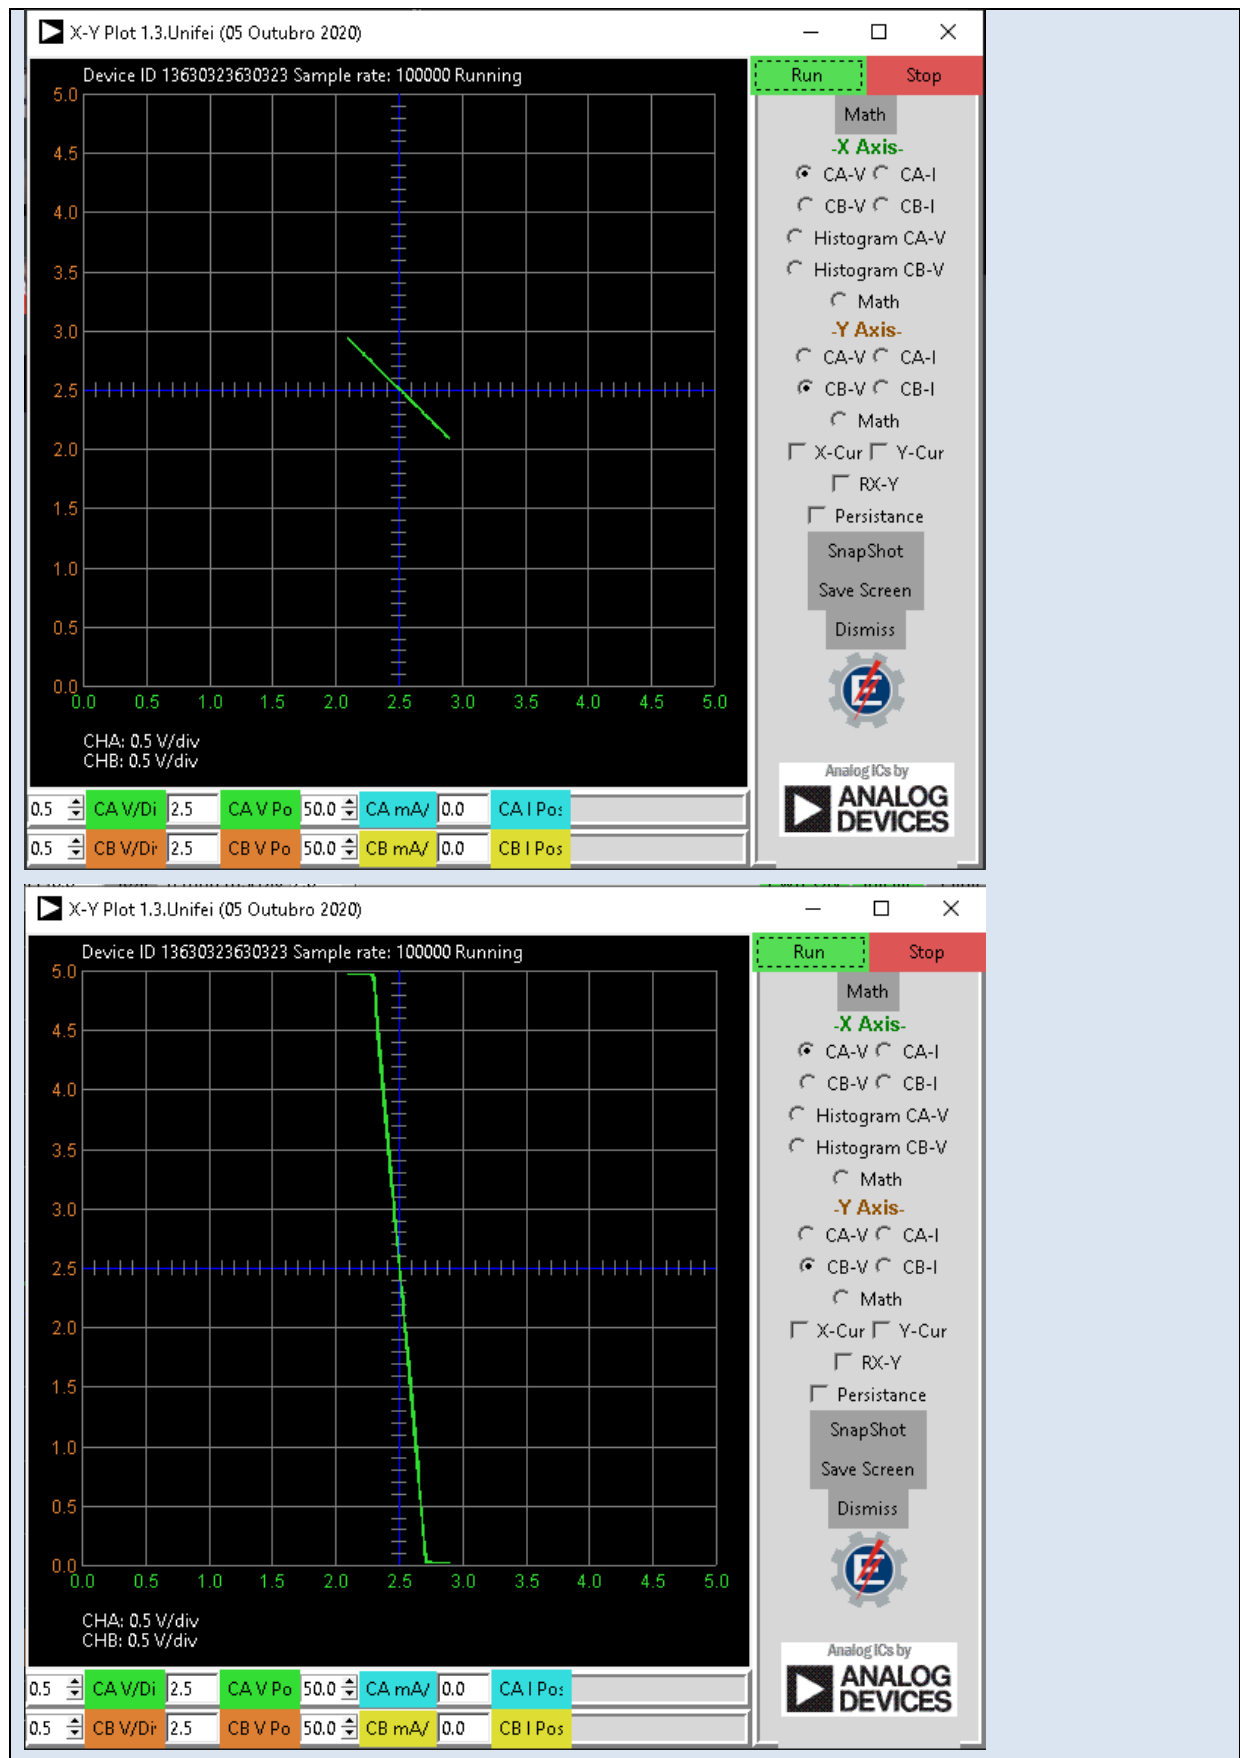 X-Y Plot 1.3.Unifei (05 Outubro 2020)
Device ID 13630323630323 Sample rate: 100000 Running
Run Stop
5.0
4.5
4.0
3.5
3.0
2.5
2.0
1.5
1.0
0.5
0.0
0.0 0.5 1.0 1.5 2.0 2.5 3.0 3.5 4.0 4.5 5.0
CHA: 0.5 V/div
CHB: 0.5 V/div
Math
-X Axis-
CA-V CA-I
CB-V CB-I
Histogram CA-V
Histogram CB-V
Math
-Y Axis-
CA-V CA-I
CB-V CB-I
Math
X-Cur Y-Cur
RX-Y
Persistance
SnapShot
Save Screen
Dismiss
Analog ICs by
ANALOG
DEVICES
0.5 CA V/Di 2.5 CA V Po 50.0 CA mA/ 0.0 CA I Pos
0.5 CB V/Dir 2.5 CB V Po 50.0 CB mA/ 0.0 CB I Pos
X-Y Plot 1.3.Unifei (05 Outubro 2020)
Device ID 13630323630323 Sample rate: 100000 Running
Run Stop
5.0
4.5
4.0
3.5
3.0
2.5
2.0
1.5
1.0
0.5
0.0
0.0 0.5 1.0 1.5 2.0 2.5 3.0 3.5 4.0 4.5 5.0
CHA: 0.5 V/div
CHB: 0.5 V/div
Math
-X Axis-
CA-V CA-I
CB-V CB-I
Histogram CA-V
Histogram CB-V
Math
-Y Axis-
CA-V CA-I
CB-V CB-I
Math
X-Cur Y-Cur
RX-Y
Persistance
SnapShot
Save Screen
Dismiss
Analog ICs by
ANALOG
DEVICES
0.5 CA V/Di 2.5 CA V Po 50.0 CA mA/ 0.0 CA I Pos
0.5 CB V/Dir 2.5 CB V Po 50.0 CB mA/ 0.0 CB I Pos